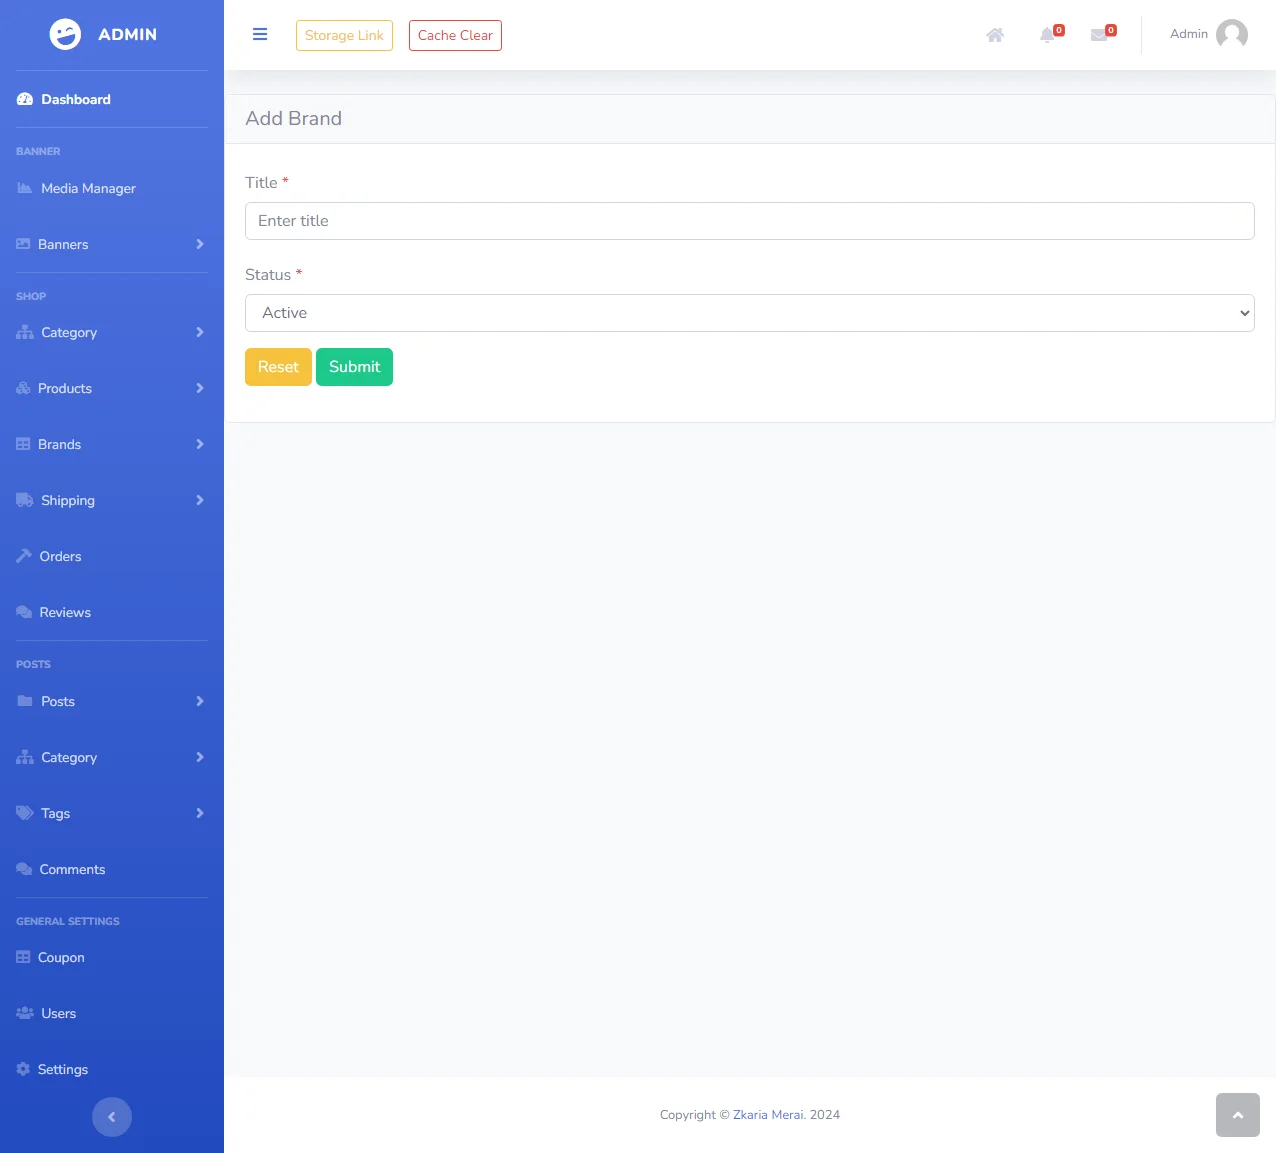 ADMIN
Storage Link
Cache Clear
0
0
Admin
Dashboard
BANNER
Media Manager
Banners
SHOP
Category
Products
Brands
Shipping
Orders
Reviews
POSTS
Posts
Category
Tags
Comments
GENERAL SETTINGS
Coupon
Users
Settings
Add Brand
Title *
Enter title
Status *
Active
Reset Submit
Copyright © Zkaria Merai. 2024